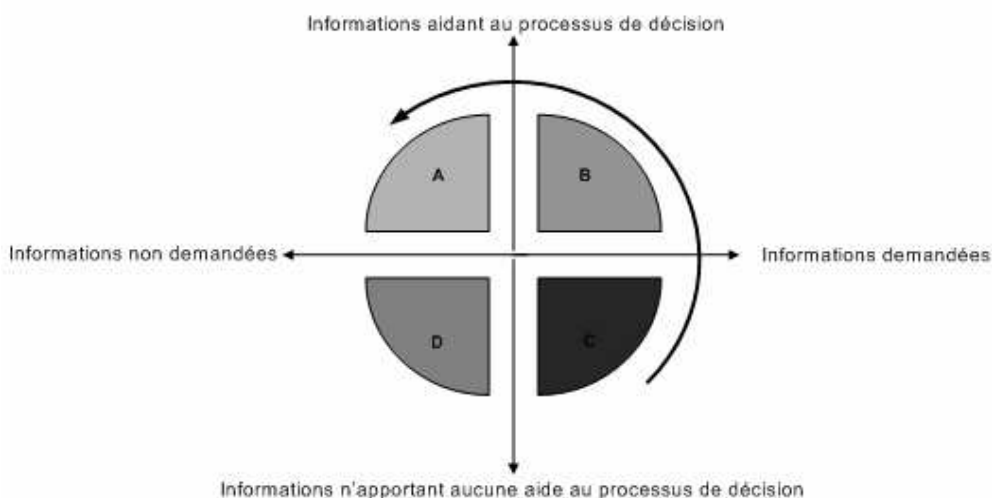 Informations aidant au processus de décision
A
B
Informations non demandées
Informations demandées
D
C
Informations n'apportant aucune aide au processus de décision